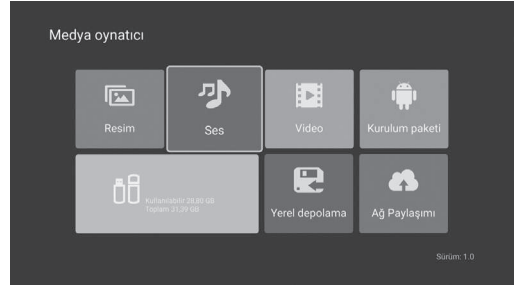 Medya oynatıcı
Resim
Ses
Video
Kurulum paketi
Kullanılabilir 28,80 GB
Toplam 31,39 GB
Yerel depolama
Ağ Paylaşımı
Sürüm: 1.0